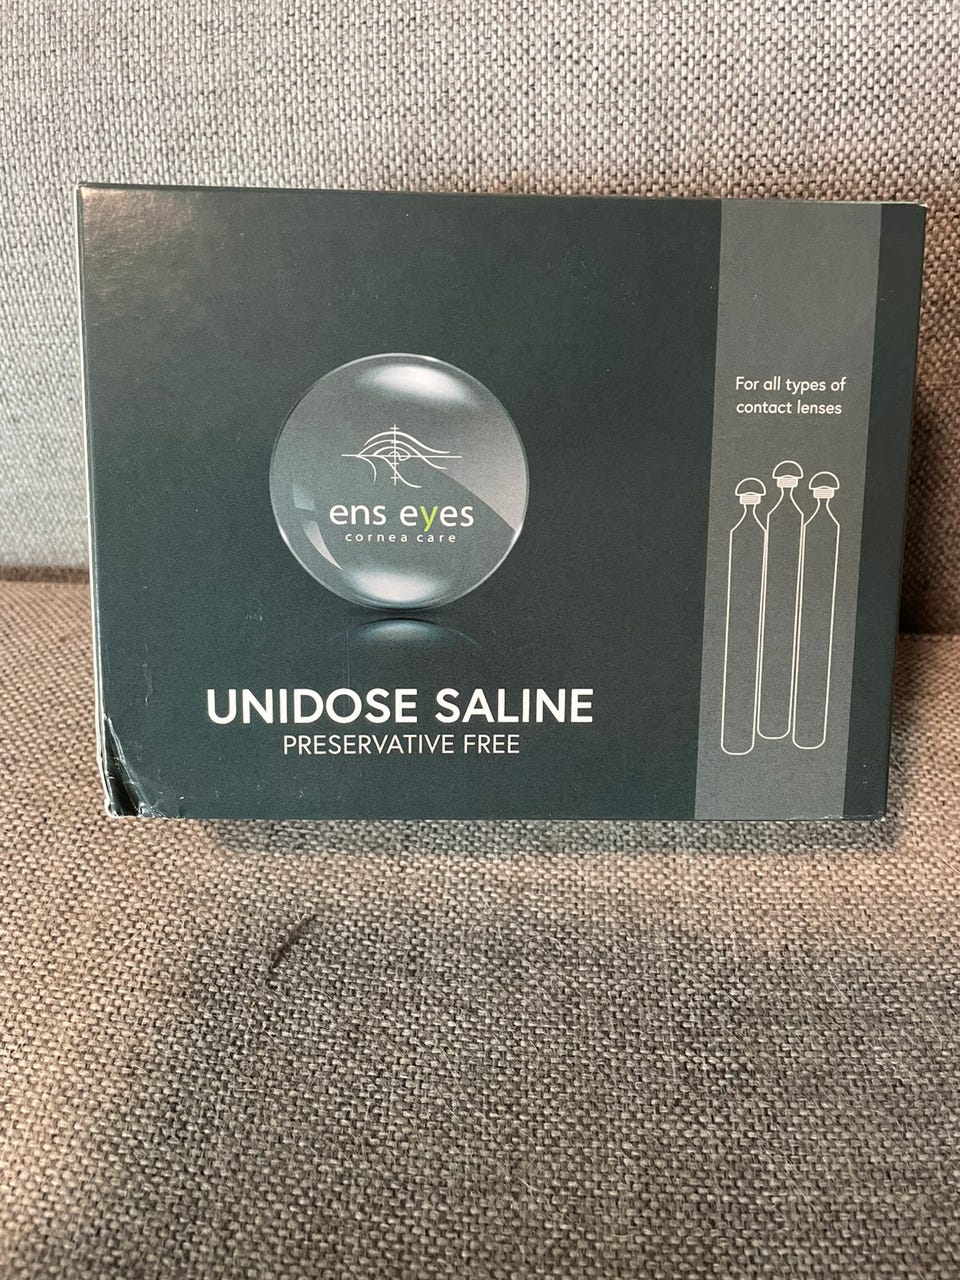 For all types of
contact lenses
ens eyes
cornea care
UNIDOSE SALINE
PRESERVATIVE FREE